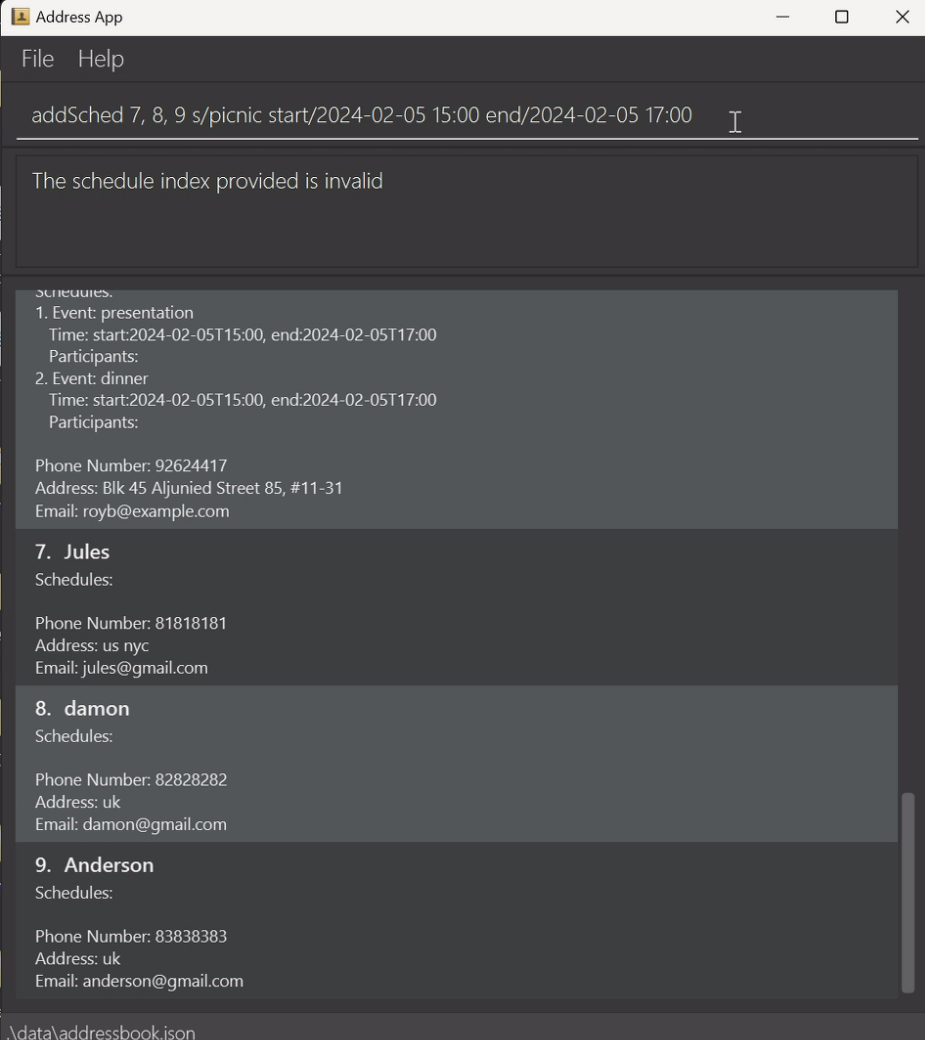 Address App
File Help
addSched 7, 8, 9 s/picnic start/2024-02-05 15:00 end/2024-02-05 17:00
The schedule index provided is invalid
Schedules:
1. Event: presentation
Time: start:2024-02-05T15:00, end:2024-02-05T17:00
Participants:
2. Event: dinner
Time: start:2024-02-05T15:00, end:2024-02-05T17:00
Participants:
Phone Number: 92624417
Address: Blk 45 Aljunied Street 85, #11-31
Email: royb@example.com
7. Jules
Schedules:
Phone Number: 81818181
Address: us nyc
Email: jules@gmail.com
8. damon
Schedules:
Phone Number: 82828282
Address: uk
Email: damon@gmail.com
9. Anderson
Schedules:
Phone Number: 83838383
Address: uk
Email: anderson@gmail.com
.\data\addressbook.json